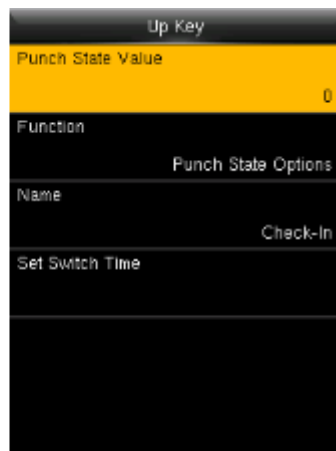 Up Key
Punch State Value
0
Function
Punch State Options
Name
Check-In
Set Switch Time